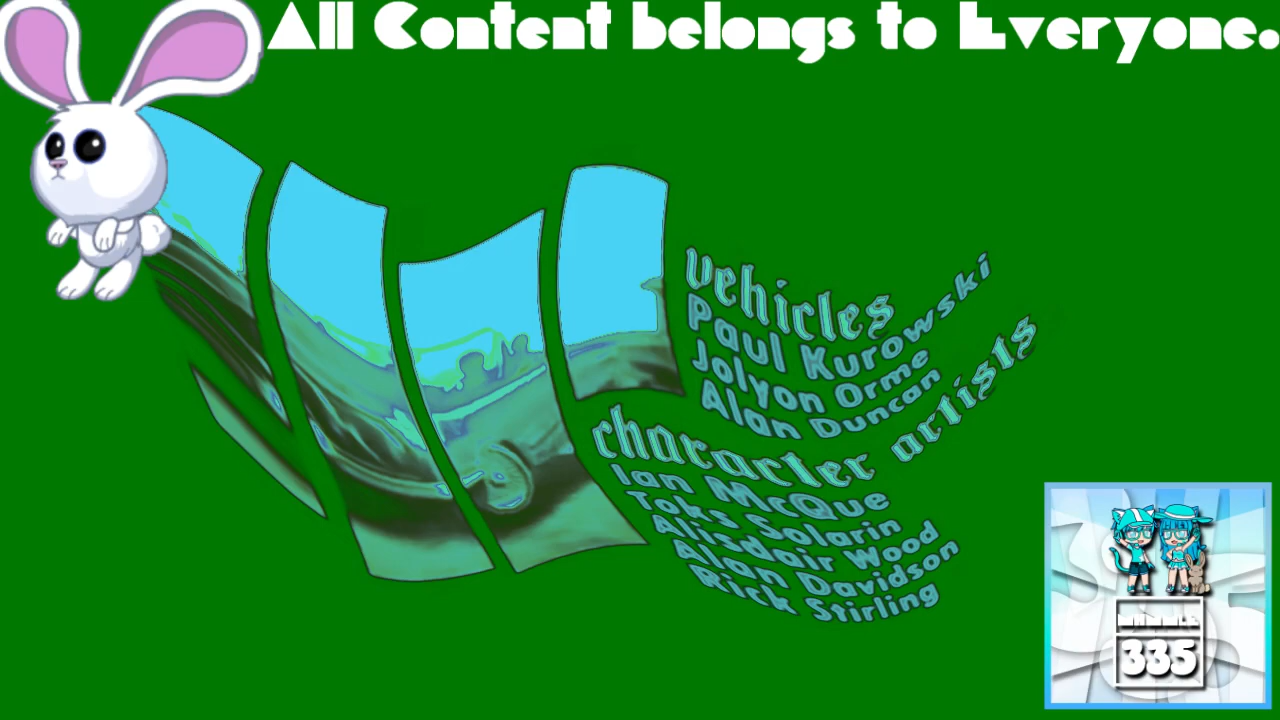 All Content belongs to Everyone.
vehicles
Paul Kurowski
Jolyon Orme
Alan Duncan
character artists
Ian McQue
Toks Solarin
Alisdair Wood
Alan Davidson
Rick Stirling
335